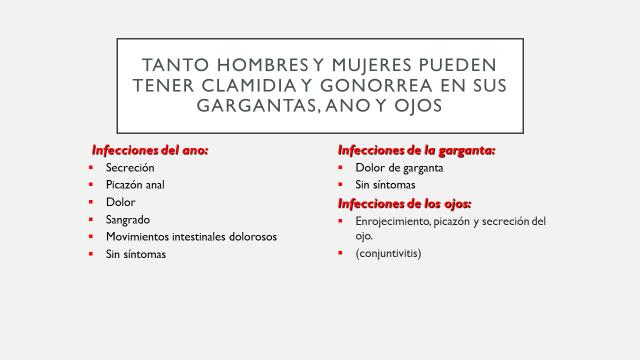 TANTO HOMBRES Y MUJERES PUEDEN
TENER CLAMIDIA Y GONORREA EN SUS
GARGANTAS, ANO Y OJOS
Infecciones del ano:
▪ Secreción
▪ Picazón anal
▪ Dolor
▪ Sangrado
▪ Movimientos intestinales dolorosos
▪ Sin síntomas
Infecciones de la garganta:
▪ Dolor de garganta
▪ Sin síntomas
Infecciones de los ojos:
▪ Enrojecimiento, picazón y secreción del
ojo.
▪ (conjuntivitis)